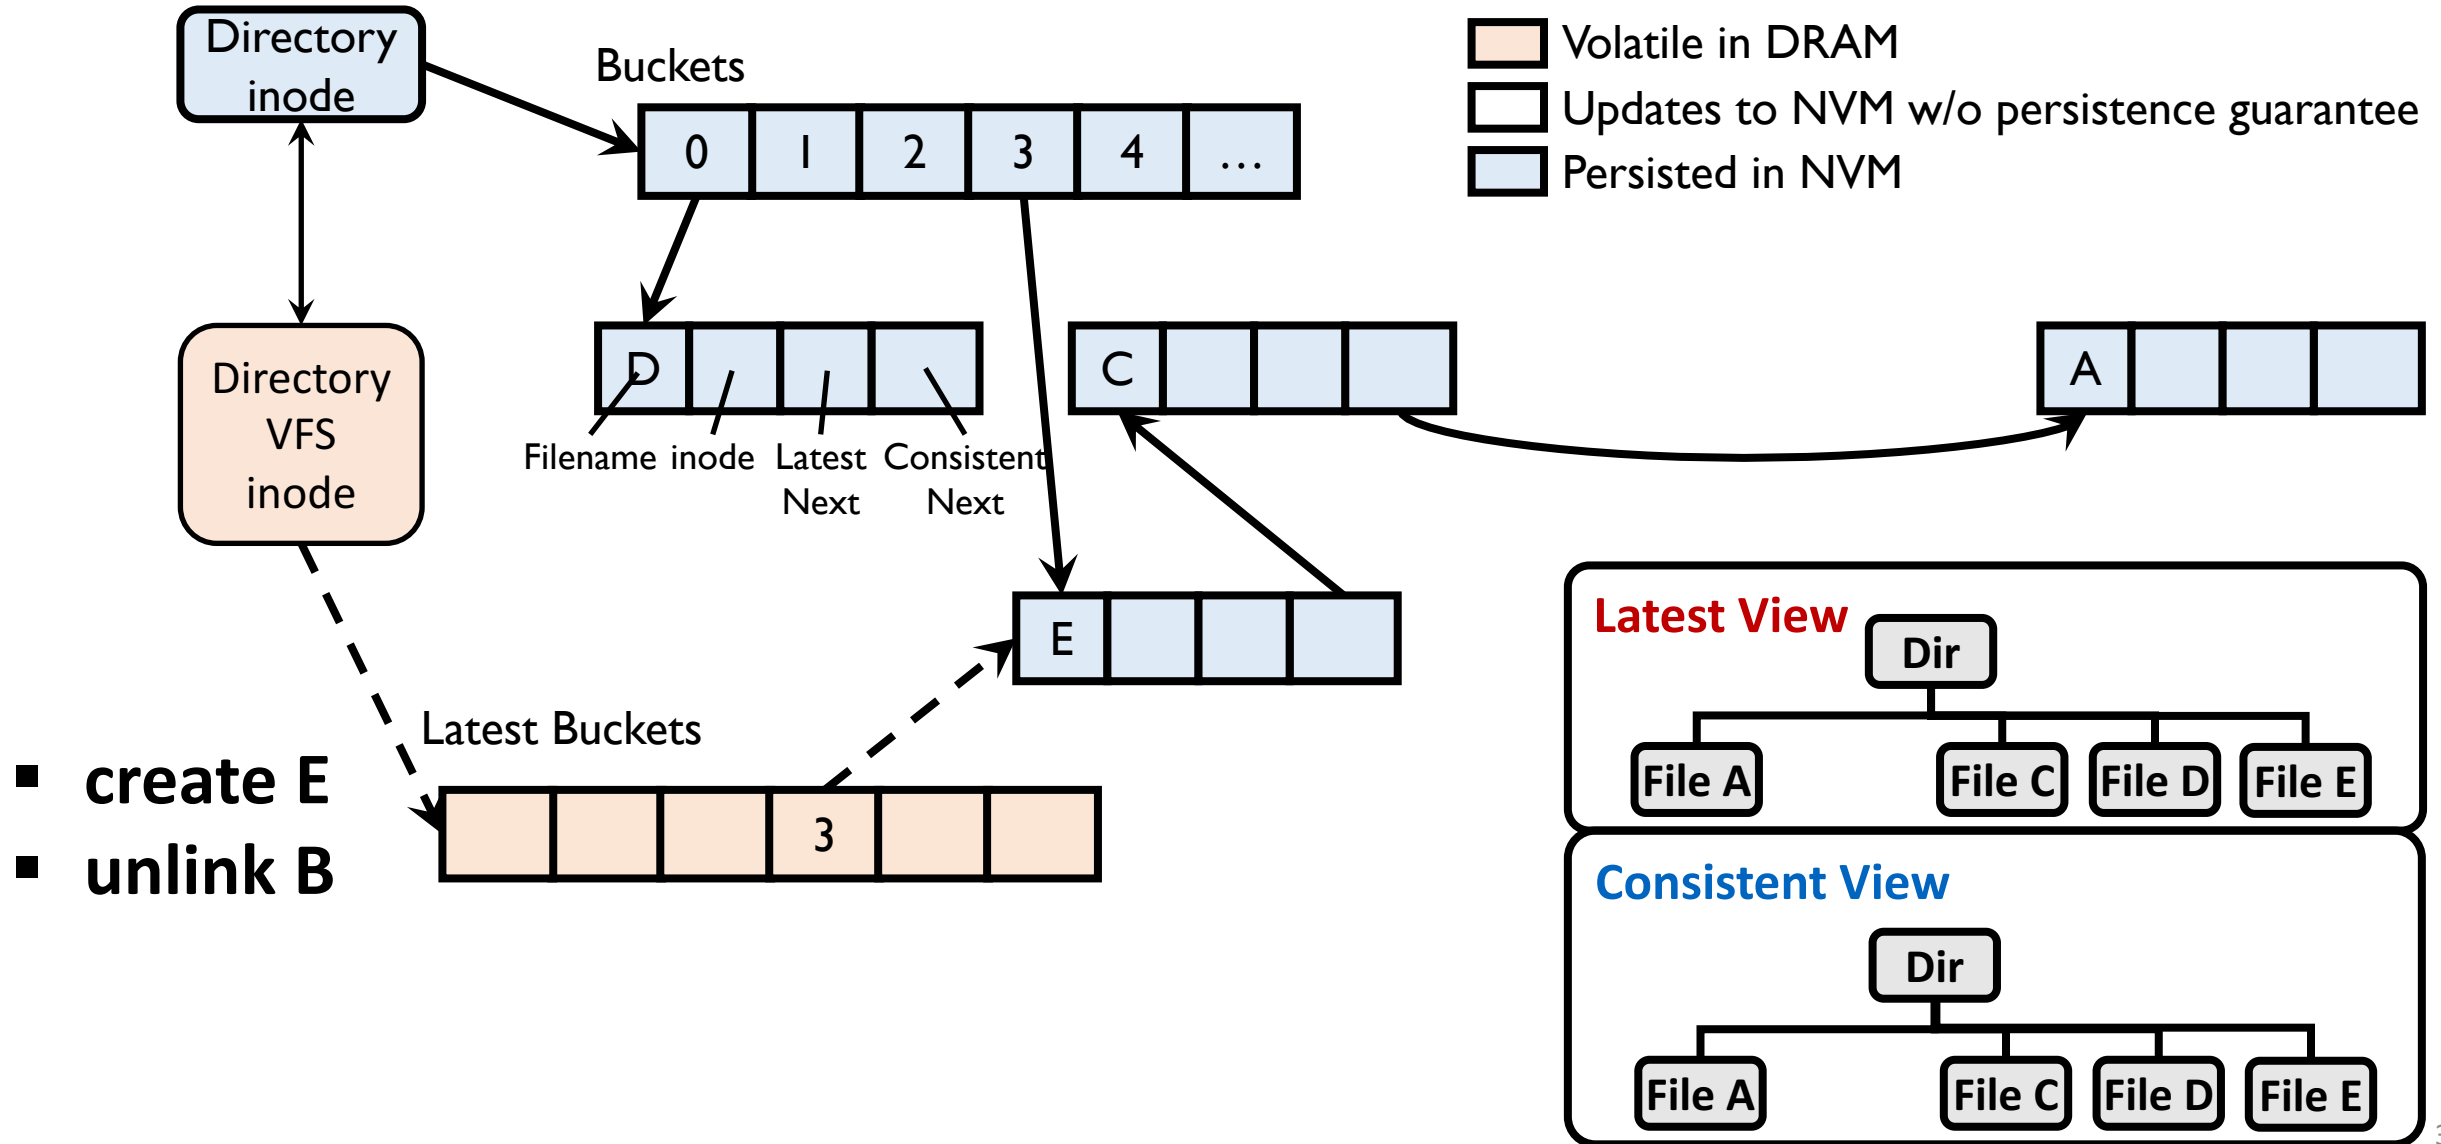 Directory
inode
Buckets
0 1 2 3 4 ...
Volatile in DRAM
Updates to NVM w/o persistence guarantee
Persisted in NVM
Directory
VFS
inode
D
C
A
Filename inode Latest Next Consistent Next
E
Latest Buckets
3
▪ create E
▪ unlink B
Latest View
Dir
File A File C File D File E
Consistent View
Dir
File A File C File D File E